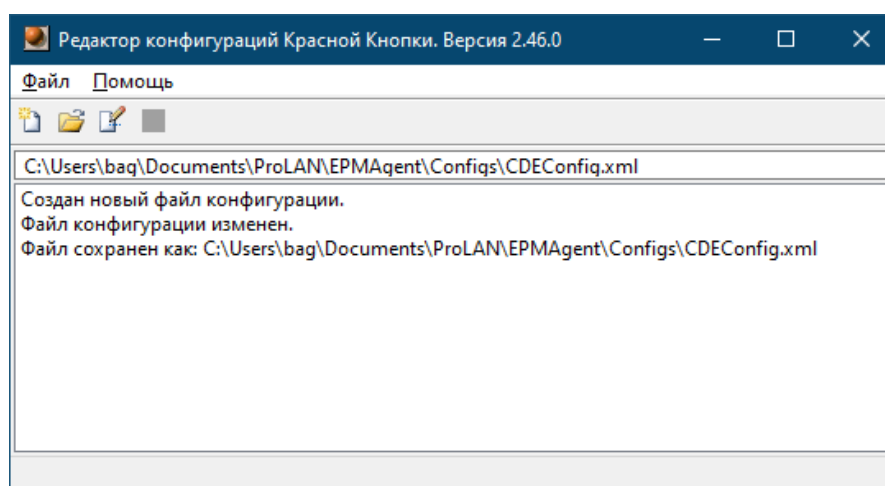 Редактор конфигураций Красной Кнопки. Версия 2.46.0
Файл Помощь
C:\Users\bag\Documents\ProLAN\EPMAgent\Configs\CDEConfig.xml
Создан новый файл конфигурации.
Файл конфигурации изменен.
Файл сохранен как: C:\Users\bag\Documents\ProLAN\EPMAgent\Configs\CDEConfig.xml